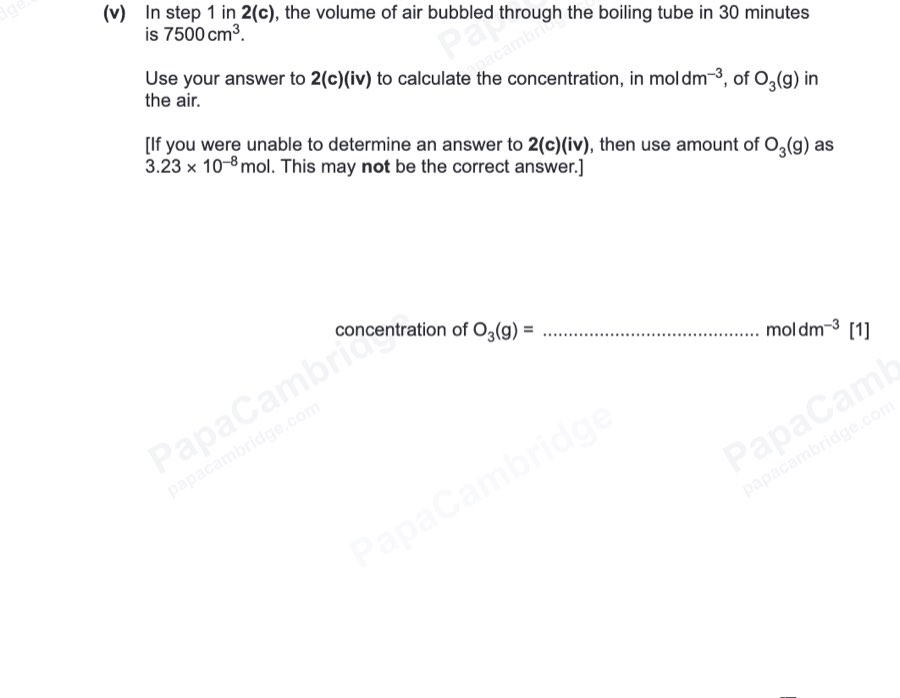 (v) In step 1 in 2(c), the volume of air bubbled through the boiling tube in 30 minutes
is 7500 cm³.
Use your answer to 2(c)(iv) to calculate the concentration, in mol dm⁻³, of O₃(g) in
the air.
[If you were unable to determine an answer to 2(c)(iv), then use amount of O₃(g) as
3.23 × 10⁻⁸ mol. This may not be the correct answer.]
concentration of O₃(g) = .......................................... mol dm⁻³ [1]
PapaCambridge
papacambridge.com
PapaCambridge
PapaCamb
papacambridge.com